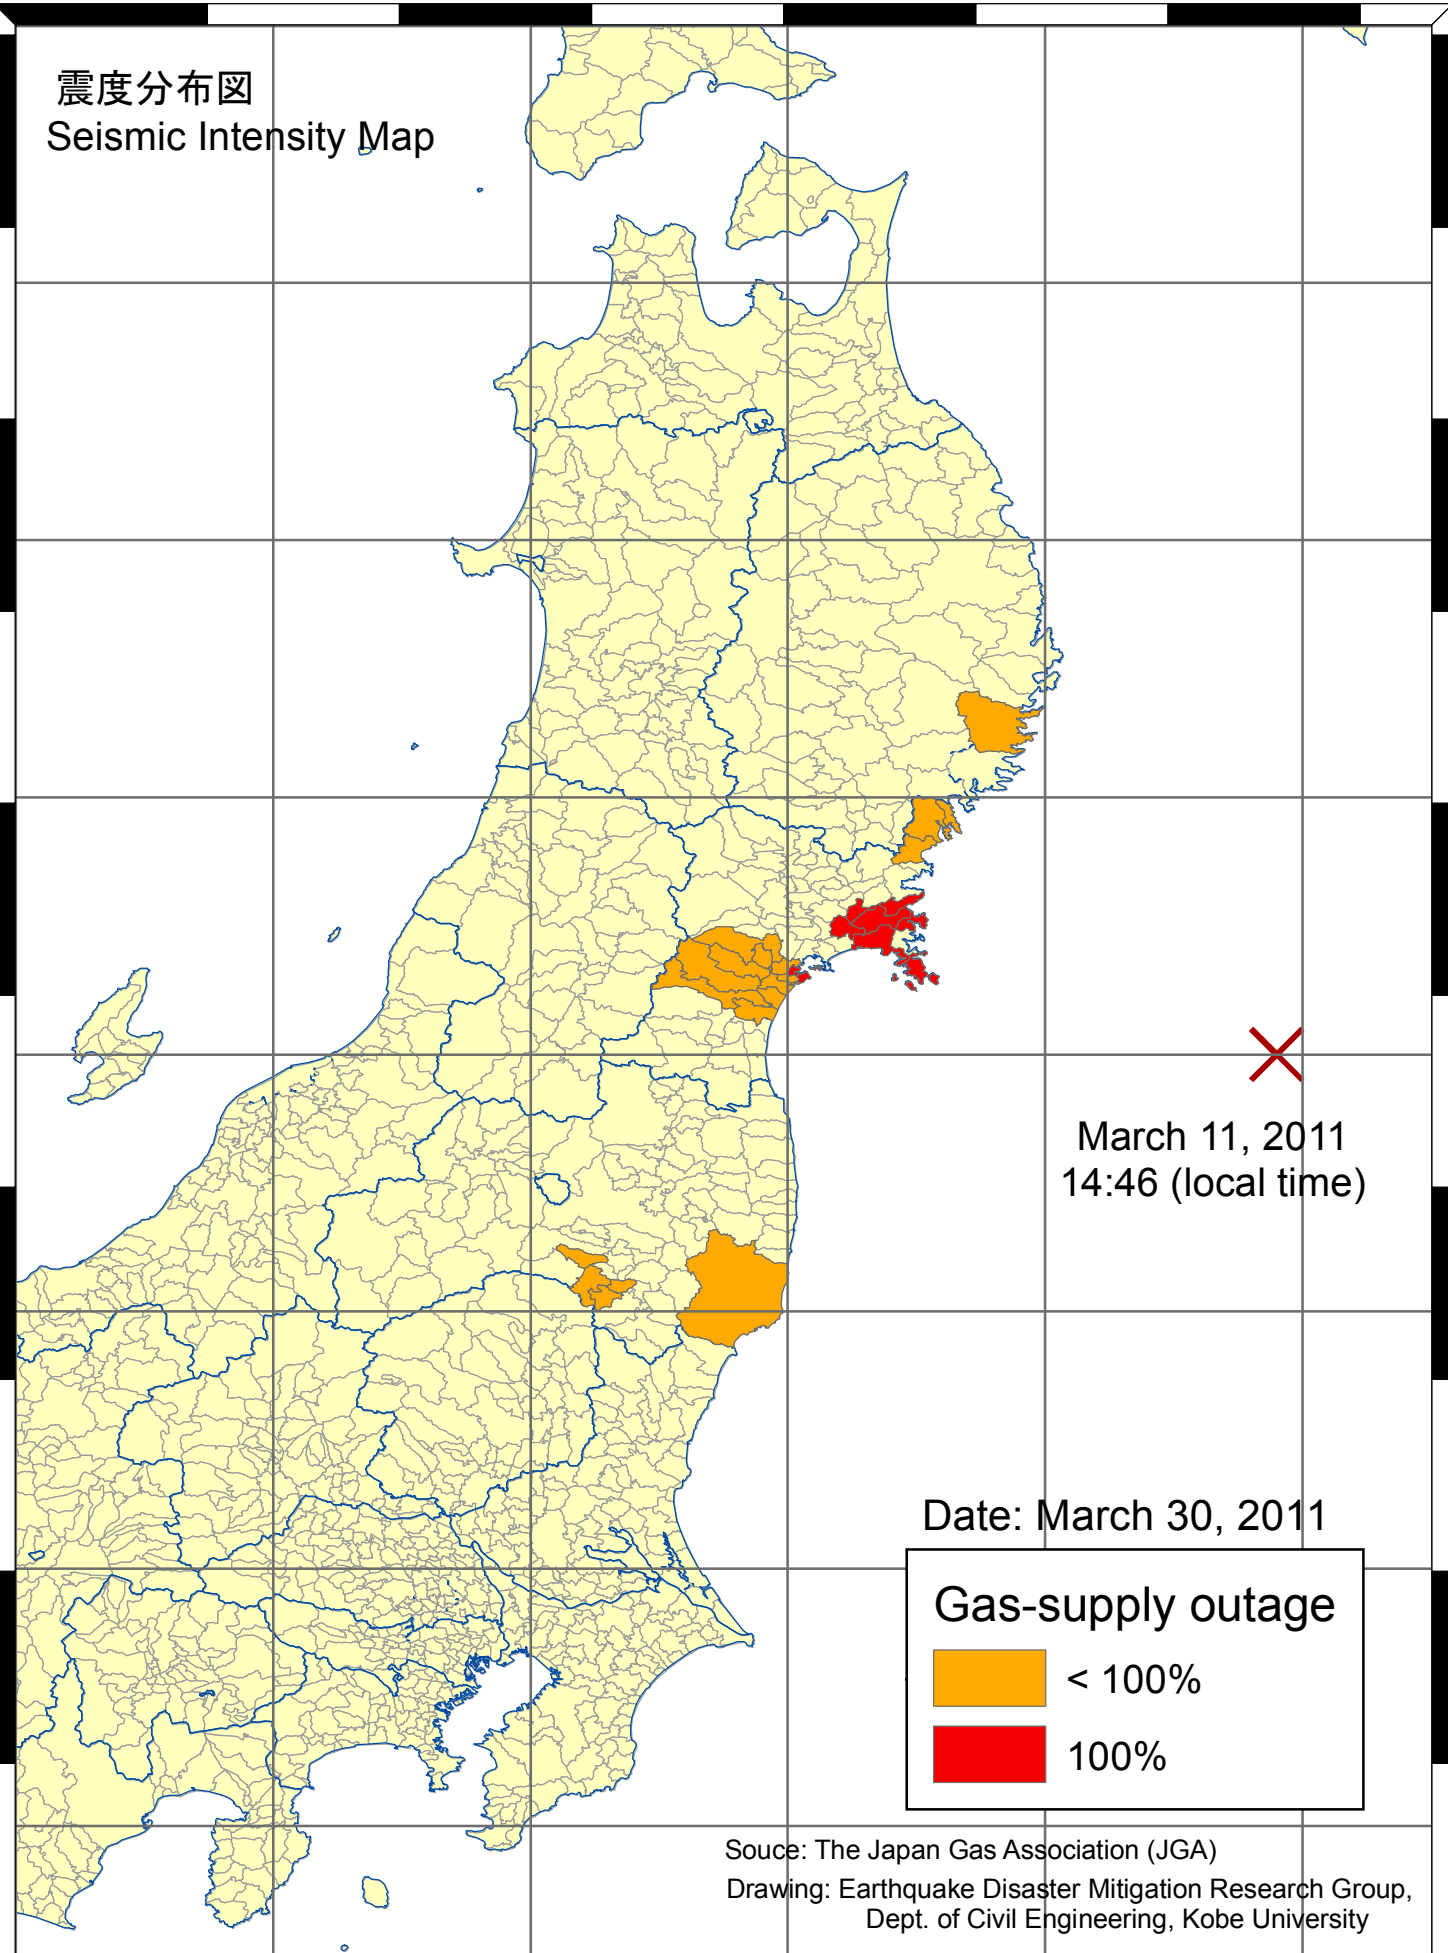 震度分布図
Seismic Intensity Map
March 11, 2011
14:46 (local time)
Date: March 30, 2011
Gas-supply outage
< 100%
100%
Souce: The Japan Gas Association (JGA)
Drawing: Earthquake Disaster Mitigation Research Group,
Dept. of Civil Engineering, Kobe University